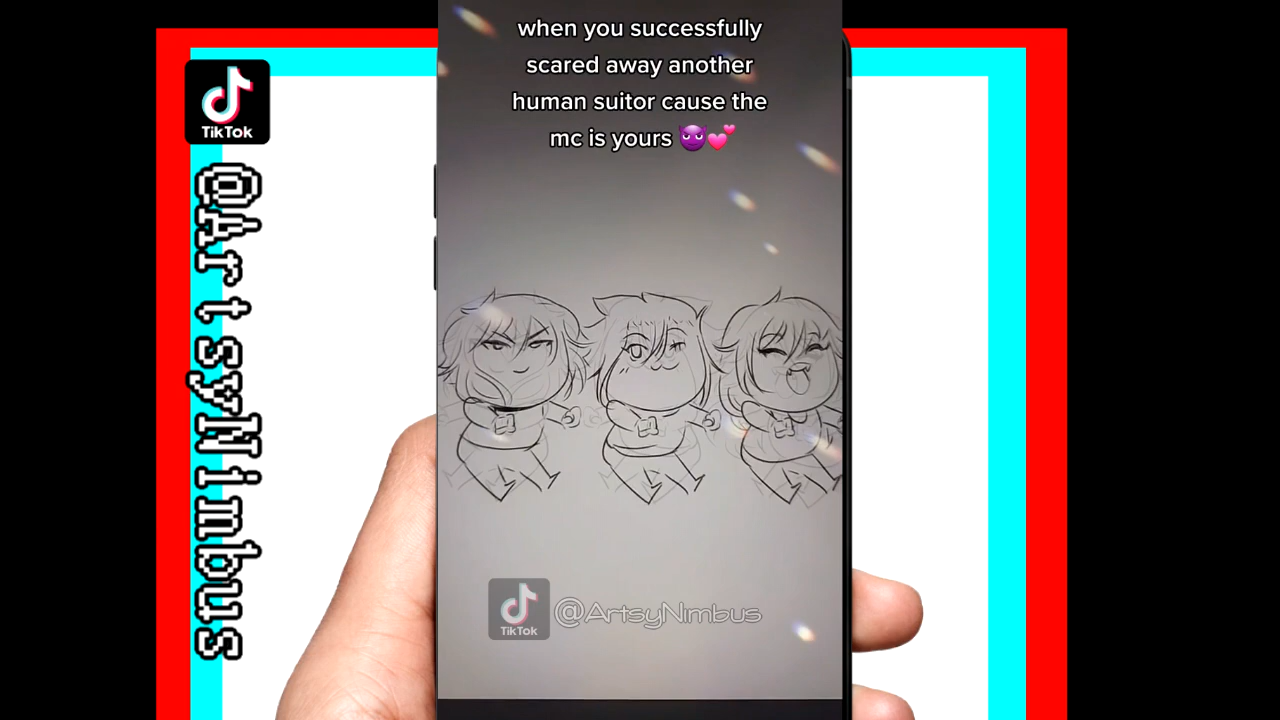 when you successfully
scared away another
human suitor cause the
mc is yours 😈💕
TikTok
@ArtsyNimbus
TikTok
@ArtsyNimbus